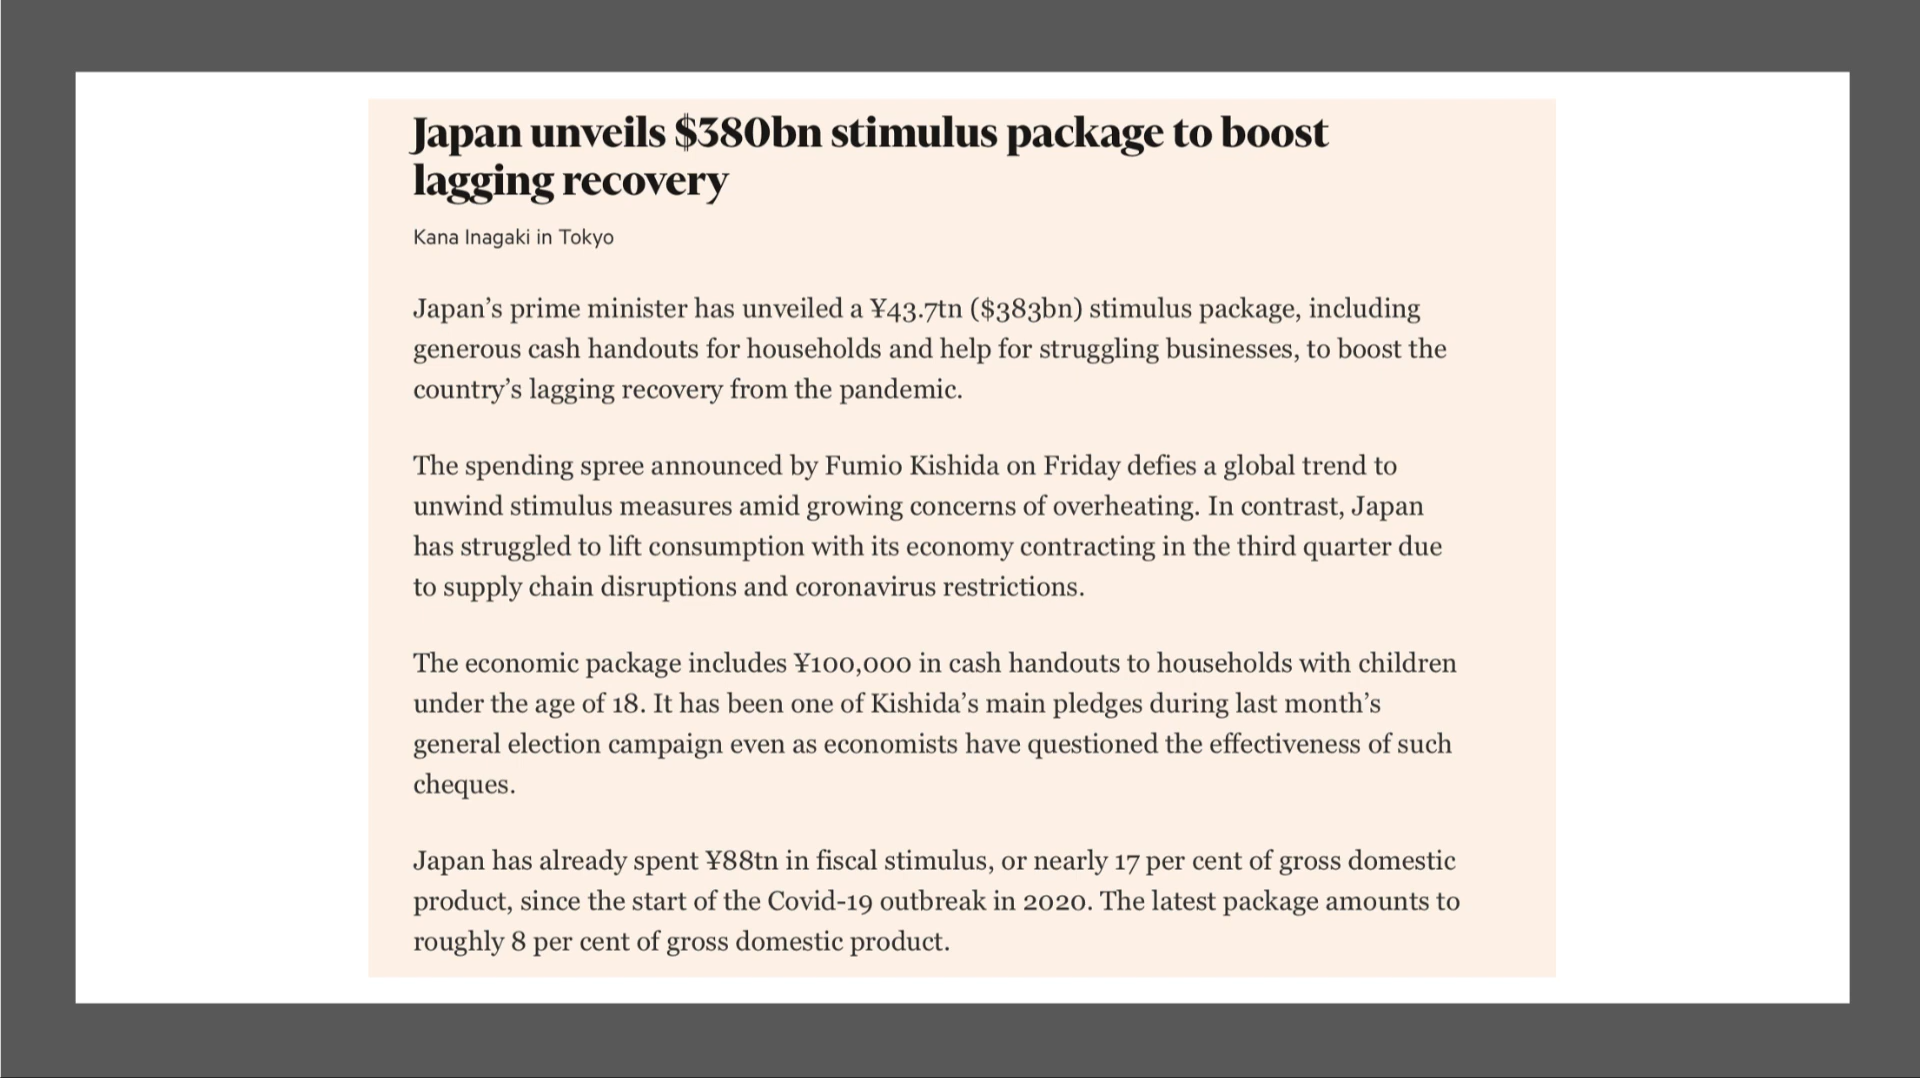 Japan unveils $380bn stimulus package to boost
lagging recovery
Kana Inagaki in Tokyo
Japan’s prime minister has unveiled a ¥43.7tn ($383bn) stimulus package, including
generous cash handouts for households and help for struggling businesses, to boost the
country’s lagging recovery from the pandemic.
The spending spree announced by Fumio Kishida on Friday defies a global trend to
unwind stimulus measures amid growing concerns of overheating. In contrast, Japan
has struggled to lift consumption with its economy contracting in the third quarter due
to supply chain disruptions and coronavirus restrictions.
The economic package includes ¥100,000 in cash handouts to households with children
under the age of 18. It has been one of Kishida’s main pledges during last month’s
general election campaign even as economists have questioned the effectiveness of such
cheques.
Japan has already spent ¥88tn in fiscal stimulus, or nearly 17 per cent of gross domestic
product, since the start of the Covid-19 outbreak in 2020. The latest package amounts to
roughly 8 per cent of gross domestic product.